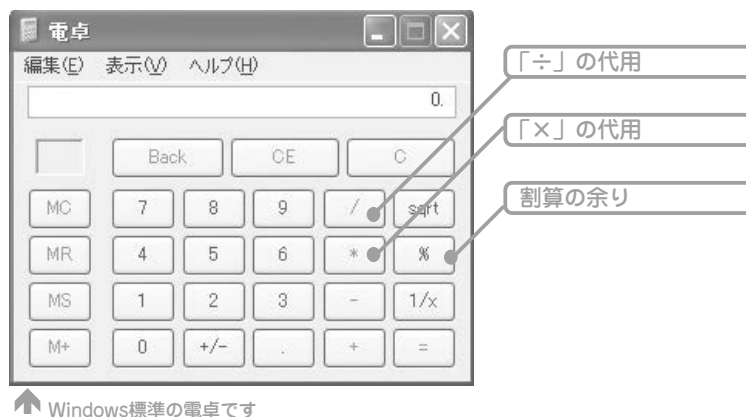 電卓
編集(E) 表示(V) ヘルプ(H)
0.
Back CE C
MC 7 8 9 / sqrt
MR 4 5 6 * %
MS 1 2 3 - 1/x
M+ 0 +/- . + =
「÷」の代用
「×」の代用
割算の余り
Windows標準の電卓です